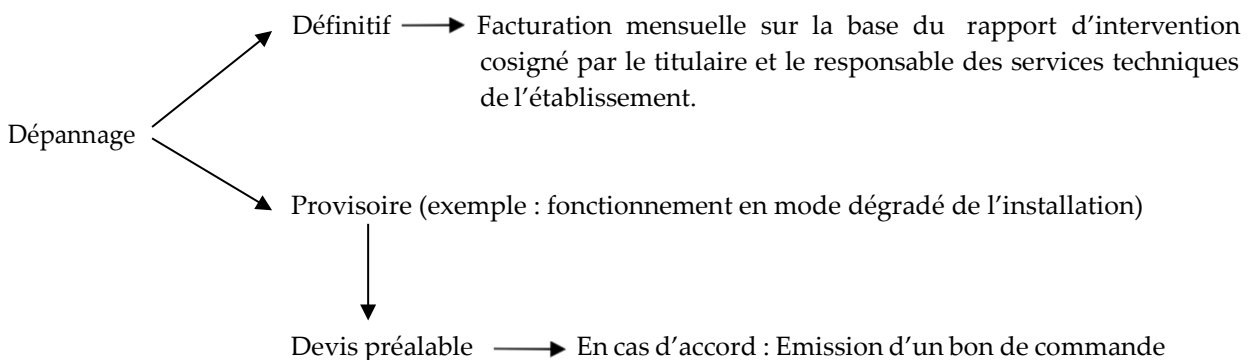 Définitif
Facturation mensuelle sur la base du rapport d’intervention
cosigné par le titulaire et le responsable des services techniques
de l’établissement.
Dépannage
Provisoire (exemple : fonctionnement en mode dégradé de l’installation)
Devis préalable
En cas d’accord : Emission d’un bon de commande